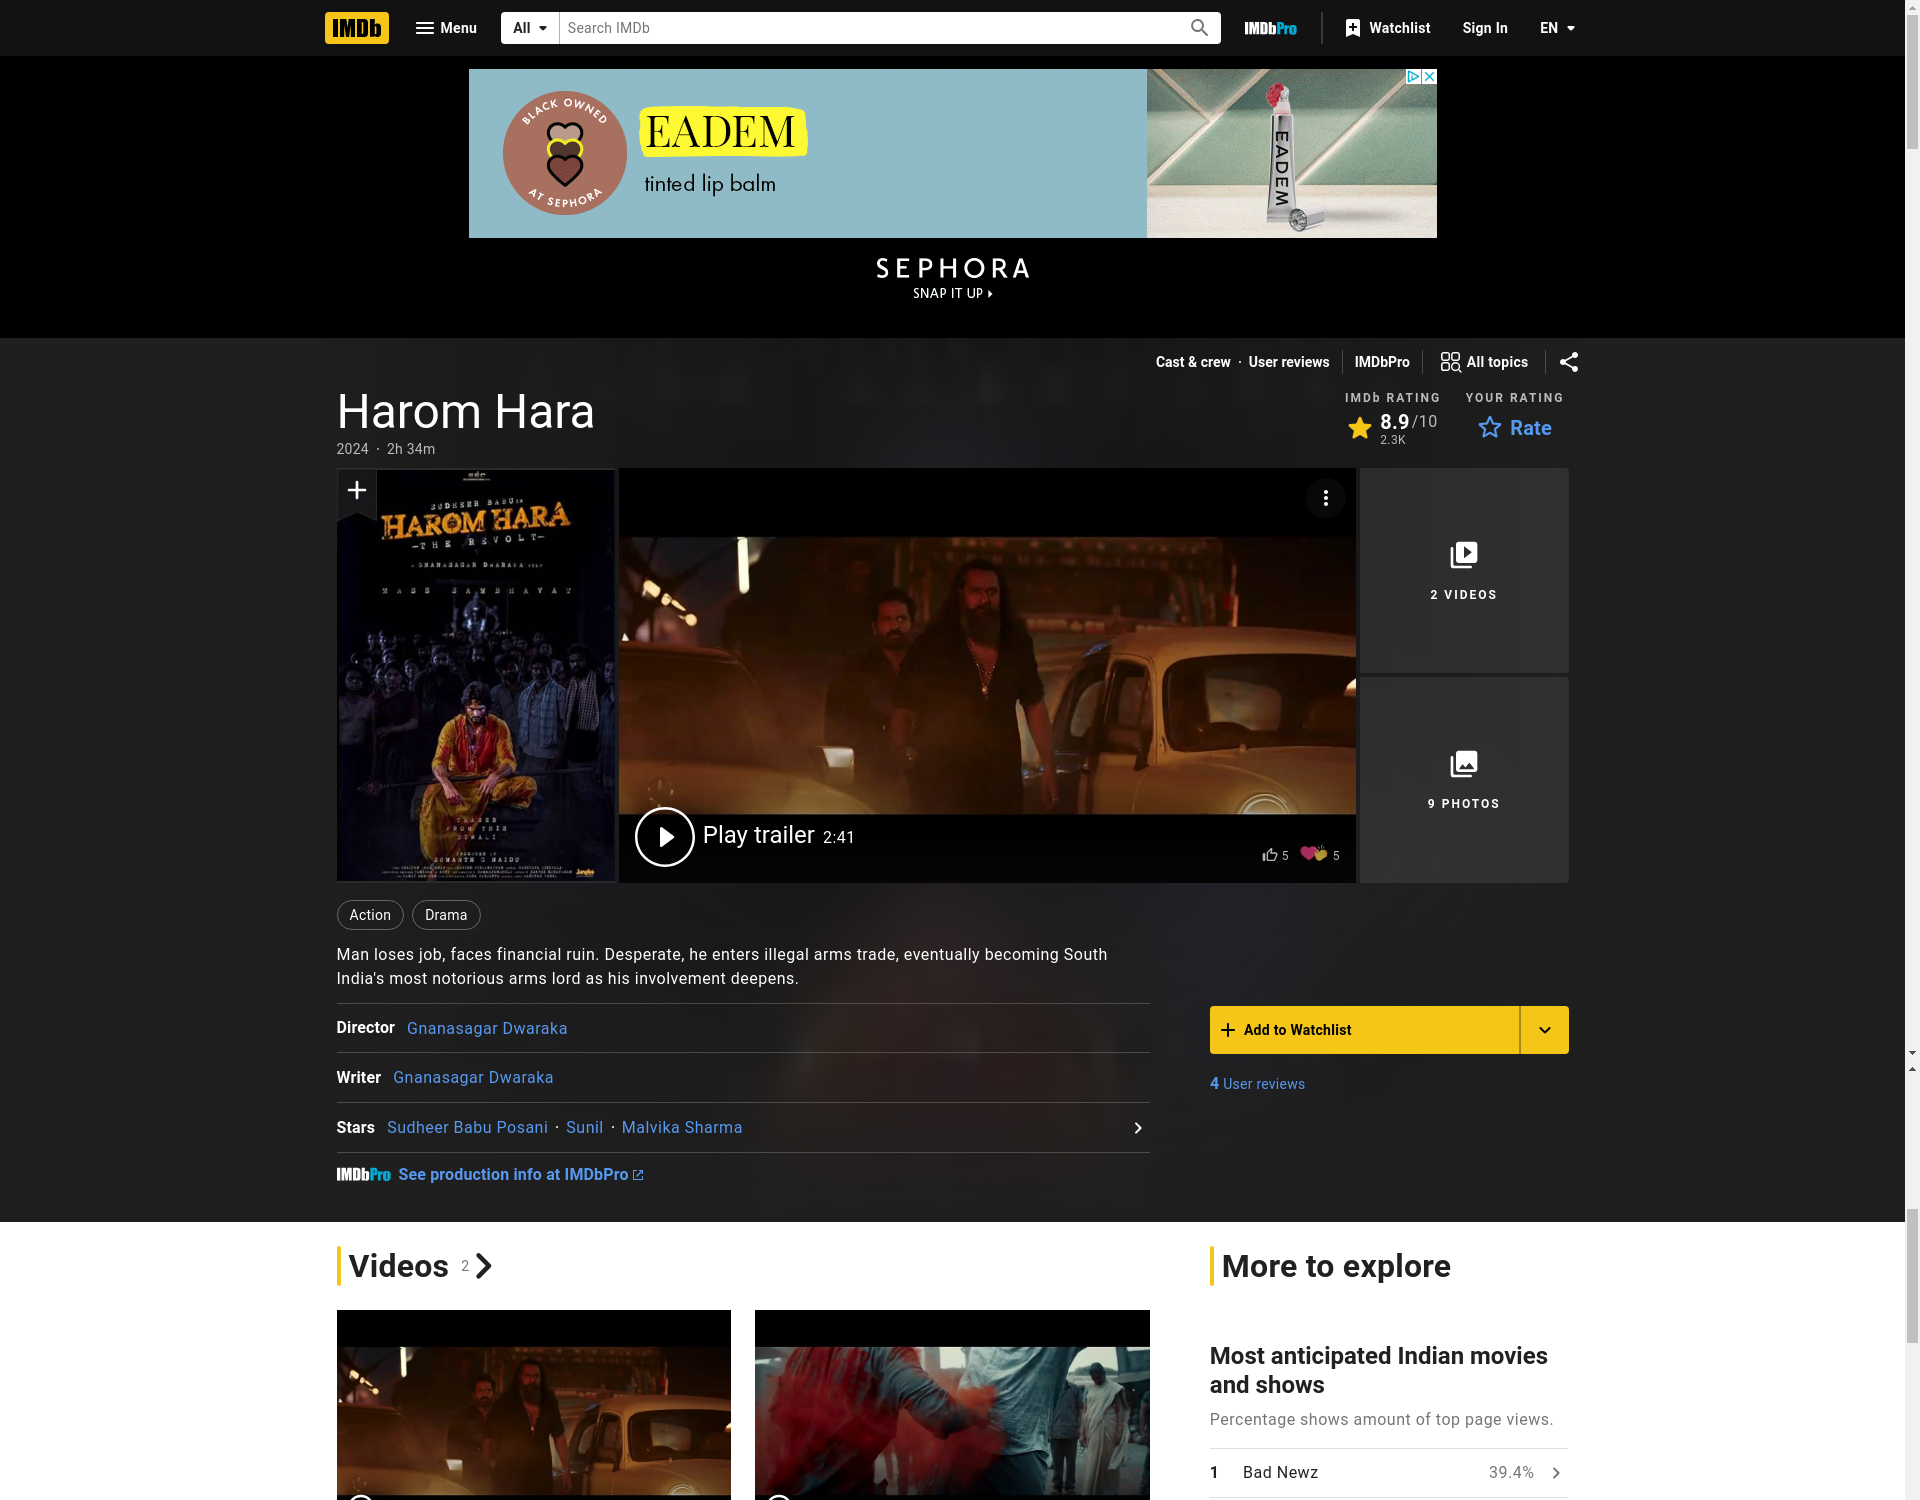 IMDb
Menu
All
Search IMDb
IMDbPro
Watchlist
Sign In
EN
BLACK OWNED
AT SEPHORA
EADEM
tinted lip balm
EADEM
SEPHORA
SNAP IT UP
Cast & crew · User reviews
IMDbPro
All topics
Harom Hara
2024 · 2h 34m
IMDb RATING
8.9/10
2.3K
YOUR RATING
Rate
SUDHEER BABU in
HAROM HARA
-THE REVOLT-
A GNANASAGAR DWARAKA FILM
MASS SAMBHAVAM
TEASER
FROM THIS
DIWALI
PRODUCED BY
SUMANTH G NAIDU
Junglee
Play trailer 2:41
5
5
2 VIDEOS
9 PHOTOS
Action
Drama
Man loses job, faces financial ruin. Desperate, he enters illegal arms trade, eventually becoming South
India's most notorious arms lord as his involvement deepens.
Director Gnanasagar Dwaraka
Writer Gnanasagar Dwaraka
Stars Sudheer Babu Posani · Sunil · Malvika Sharma
IMDbPro See production info at IMDbPro
Add to Watchlist
4 User reviews
Videos 2
More to explore
Most anticipated Indian movies
and shows
Percentage shows amount of top page views.
1 Bad Newz 39.4%